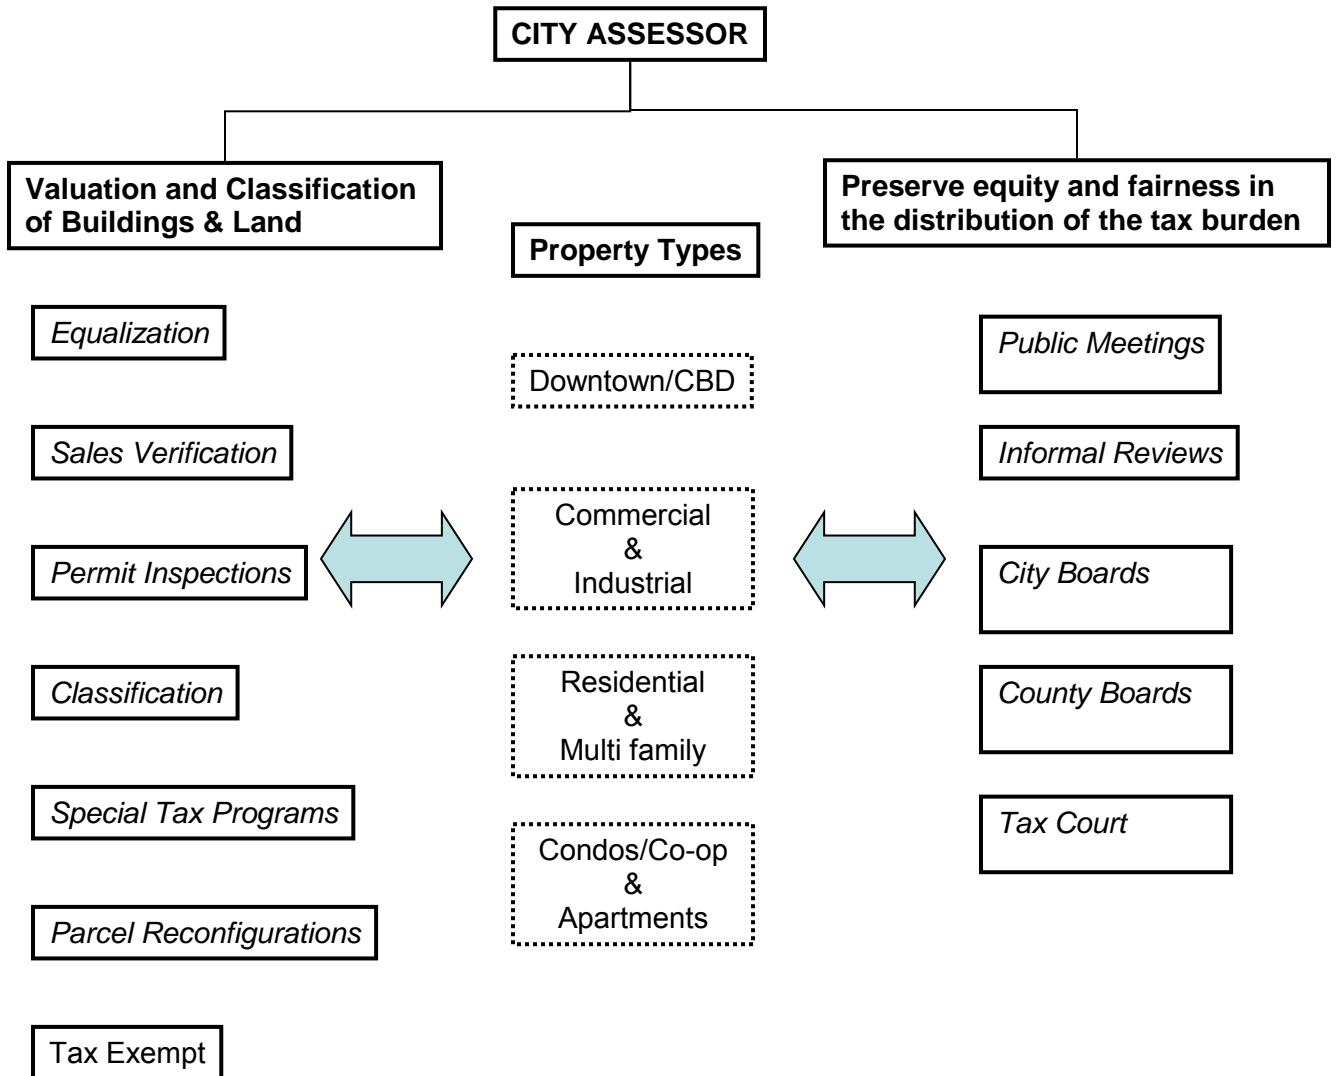 CITY ASSESSOR
Valuation and Classification
of Buildings & Land
Equalization
Sales Verification
Permit Inspections
Classification
Special Tax Programs
Parcel Reconfigurations
Tax Exempt
Property Types
Downtown/CBD
Commercial
&
Industrial
Residential
&
Multi family
Condos/Co-op
&
Apartments
Preserve equity and fairness in
the distribution of the tax burden
Public Meetings
Informal Reviews
City Boards
County Boards
Tax Court